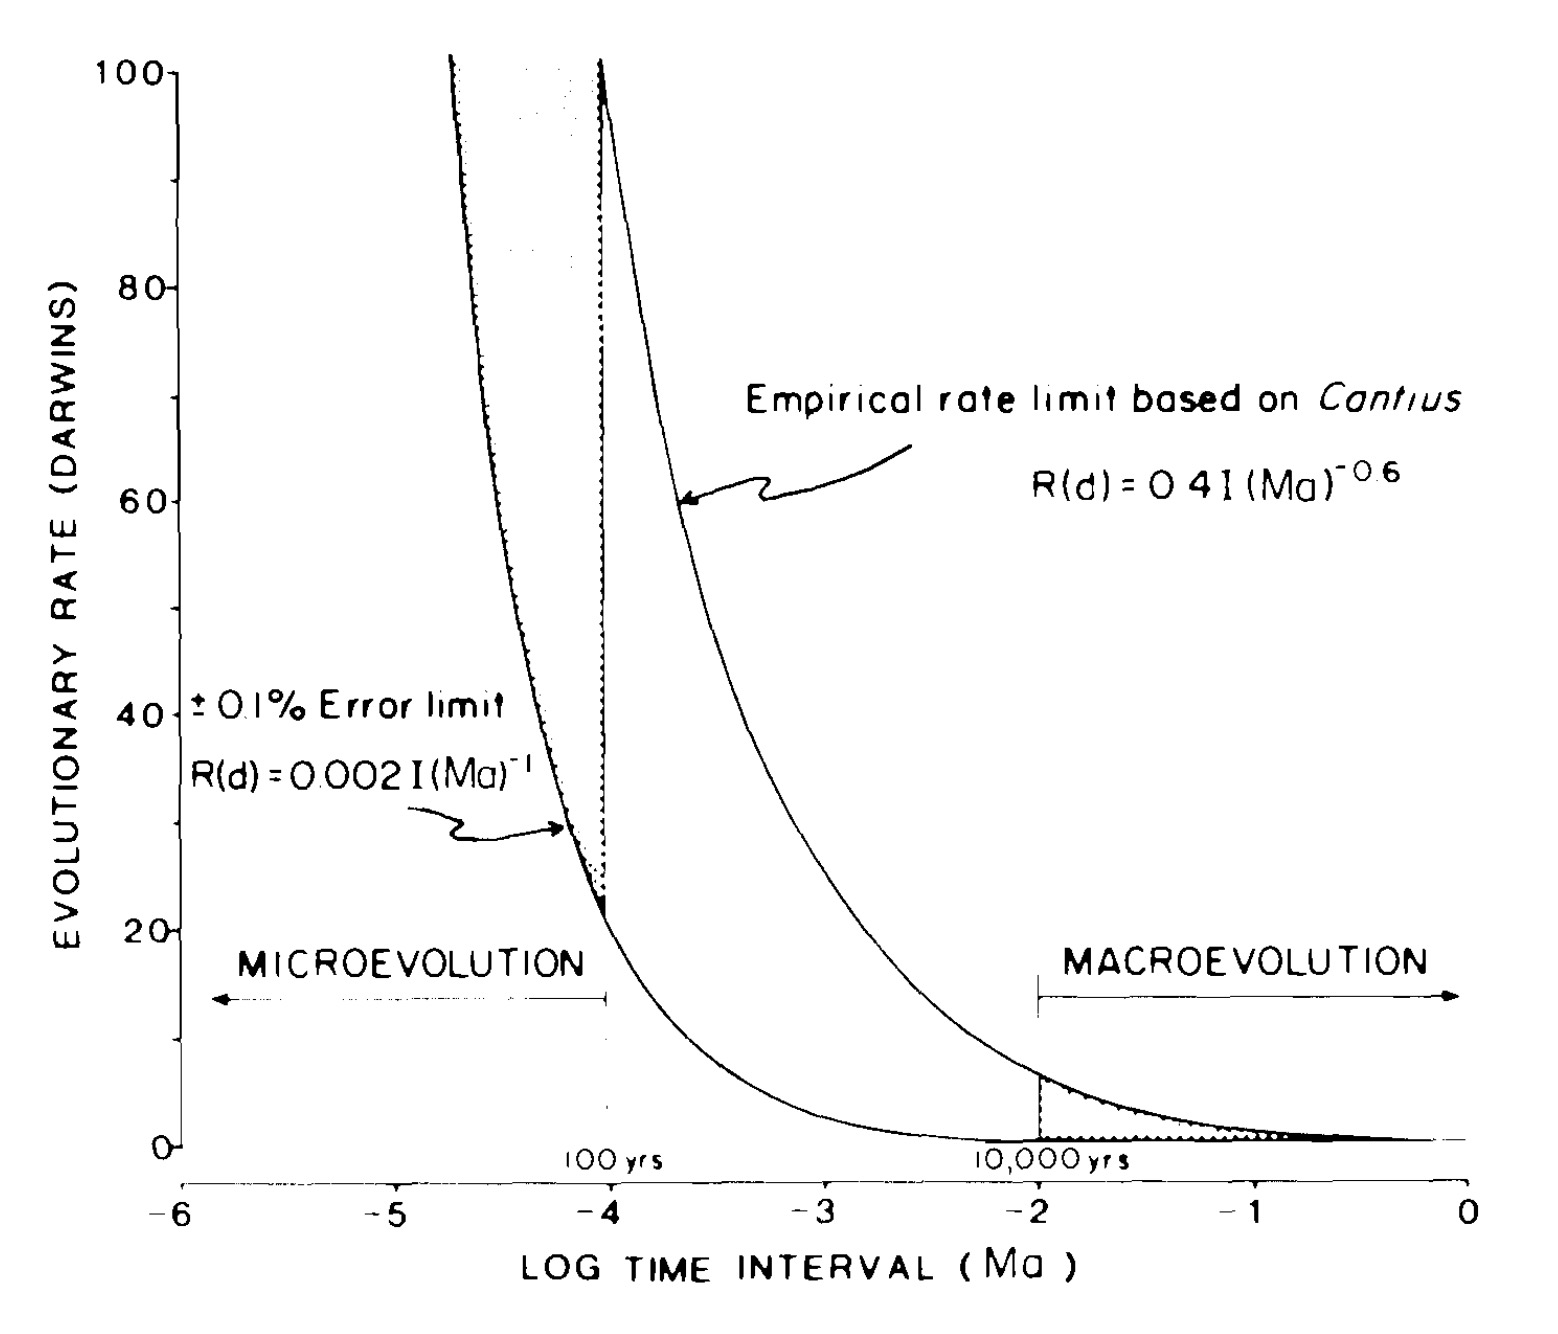 EVOLUTIONARY RATE (DARWINS)
100
80
60
40
20
0
Empirical rate limit based on Cantius
R(d) = 0.4 I (Ma)^-0.6
± 0.1% Error limit
R(d) = 0.002 I (Ma)^-1
MICROEVOLUTION
MACROEVOLUTION
100 yrs
10,000 yrs
-6 -5 -4 -3 -2 -1 0
LOG TIME INTERVAL (Ma)